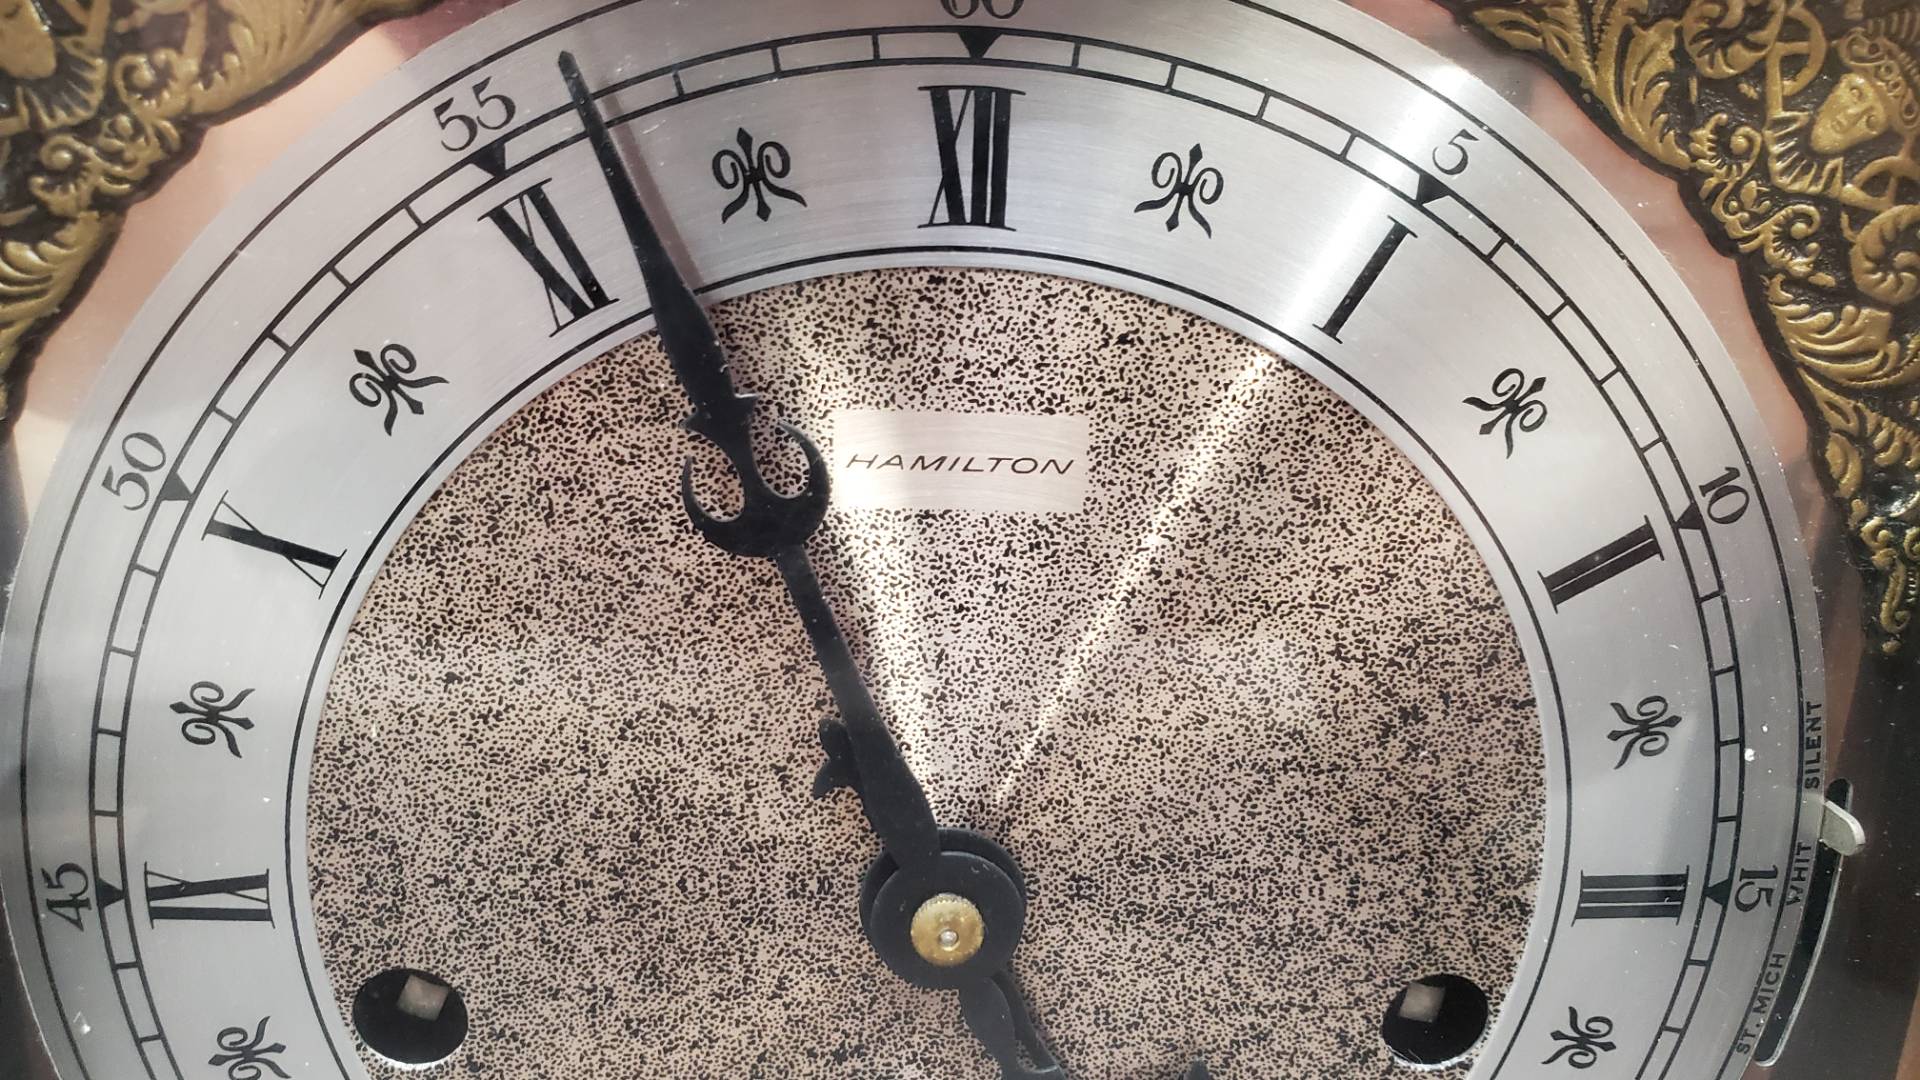 60
55
5
50
10
45
15
XII
XI
I
X
II
IX
III
HAMILTON
SILENT
WHIT
ST. MICH